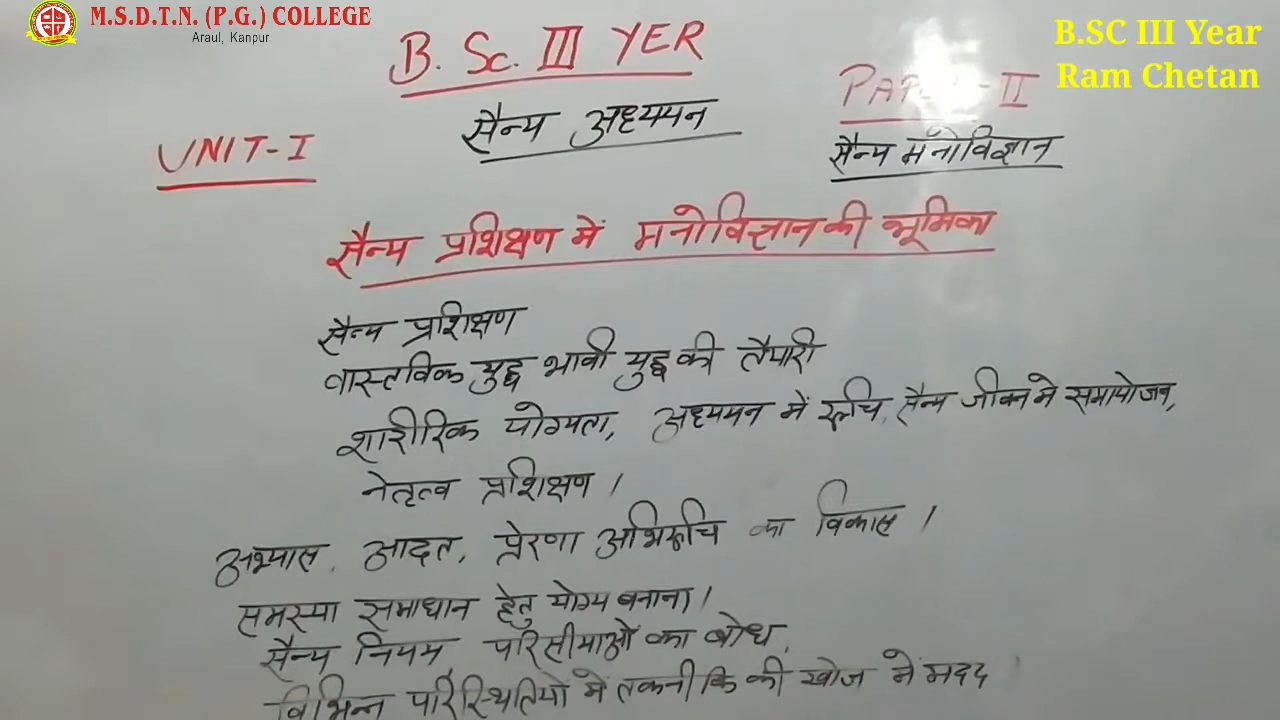 M.S.D.T.N. (P.G.) COLLEGE
Araul, Kanpur
B.SC III Year
Ram Chetan
B. Sc. III YER
सैन्य अध्ययन
UNIT-I
II
सैन्य मनोविज्ञान
सैन्य प्रशिक्षण में मनोविज्ञान की भूमिका
सैन्य प्रशिक्षण
वास्तविक युद्ध भावी युद्ध की तैयारी
शारीरिक योग्यता, अध्ययन में रूचि, सैन्य जीवन मे समायोजन,
नेतृत्व प्रशिक्षण।
अभ्यास, आदत, प्रेरणा अभिरूचि का विकास।
समस्या समाधान हेतु योग्य बनाना।
सैन्य नियम, परिसीमाओं का बोध,
विभिन्न परिस्थितियो में तकनीकि की खोज मे मदद।